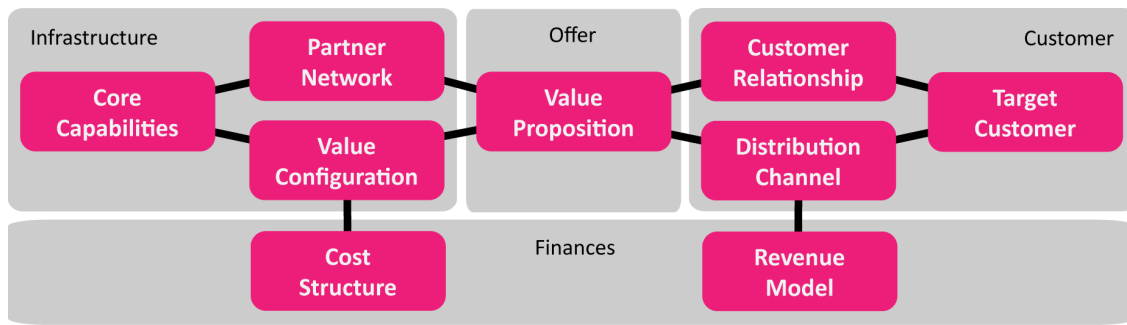 Infrastructure
Partner
Network
Core
Capabilities
Value
Configuration
Offer
Value
Proposition
Customer
Customer
Relationship
Target
Customer
Distribution
Channel
Finances
Cost
Structure
Revenue
Model